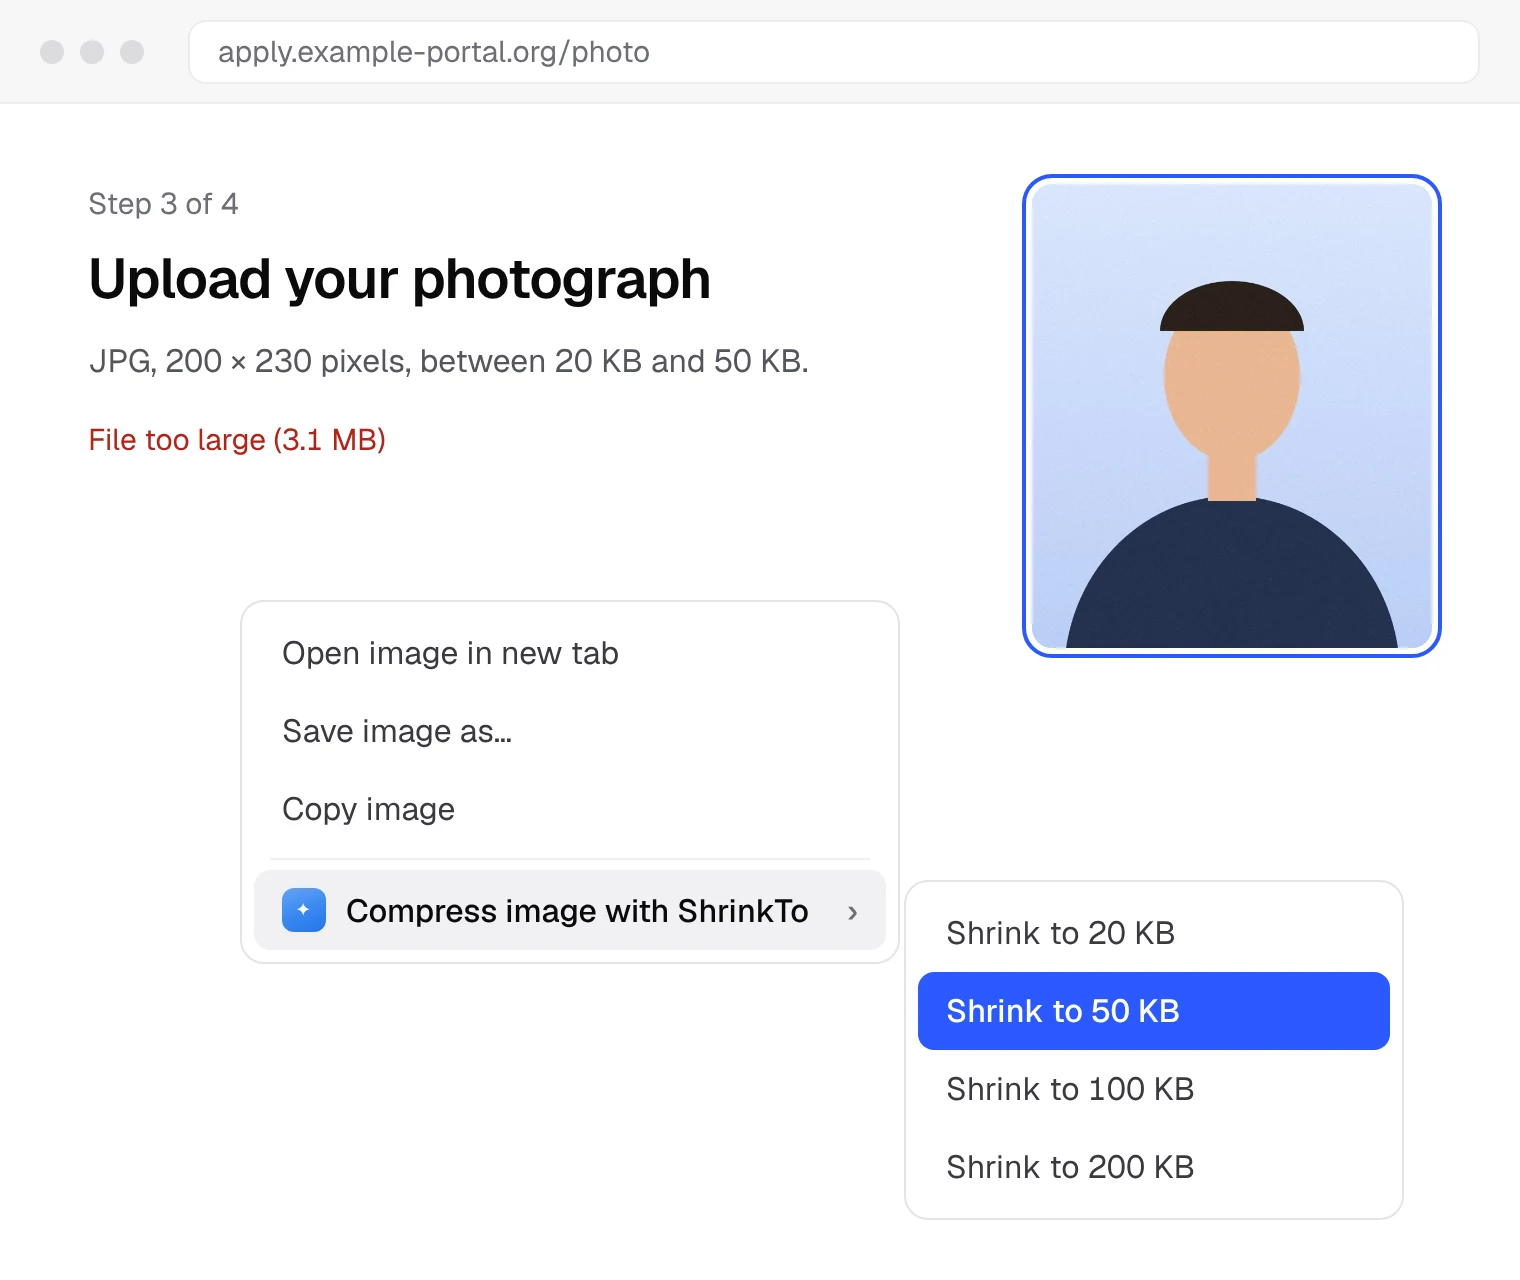 apply.example-portal.org/photo
Step 3 of 4
Upload your photograph
JPG, 200 × 230 pixels, between 20 KB and 50 KB.
File too large (3.1 MB)
Open image in new tab
Save image as…
Copy image
Compress image with ShrinkTo ›
Shrink to 20 KB
Shrink to 50 KB
Shrink to 100 KB
Shrink to 200 KB